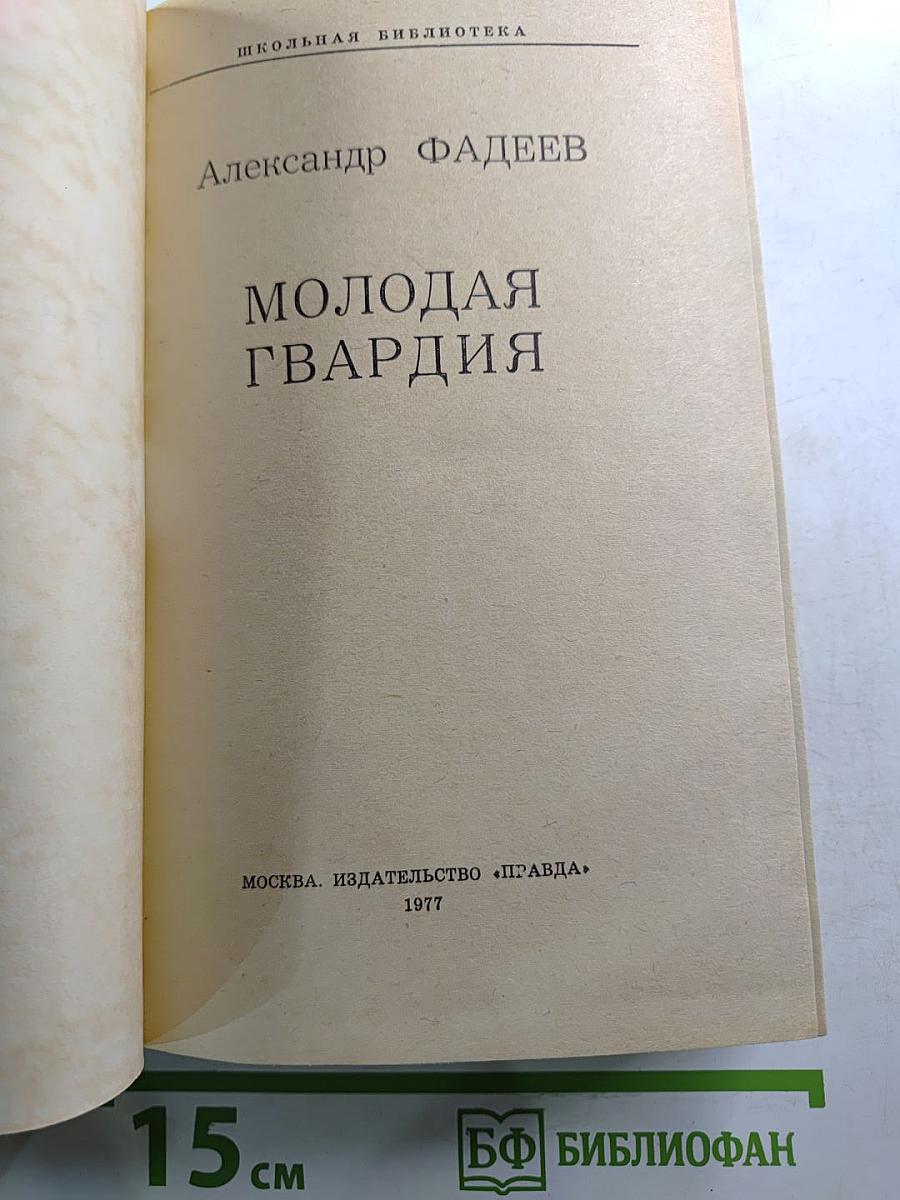 ШКОЛЬНАЯ БИБЛИОТЕКА
Александр ФАДЕЕВ
МОЛОДАЯ
ГВАРДИЯ
МОСКВА. ИЗДАТЕЛЬСТВО «ПРАВДА»
1977
15 см
БФ БИБЛИОФАН